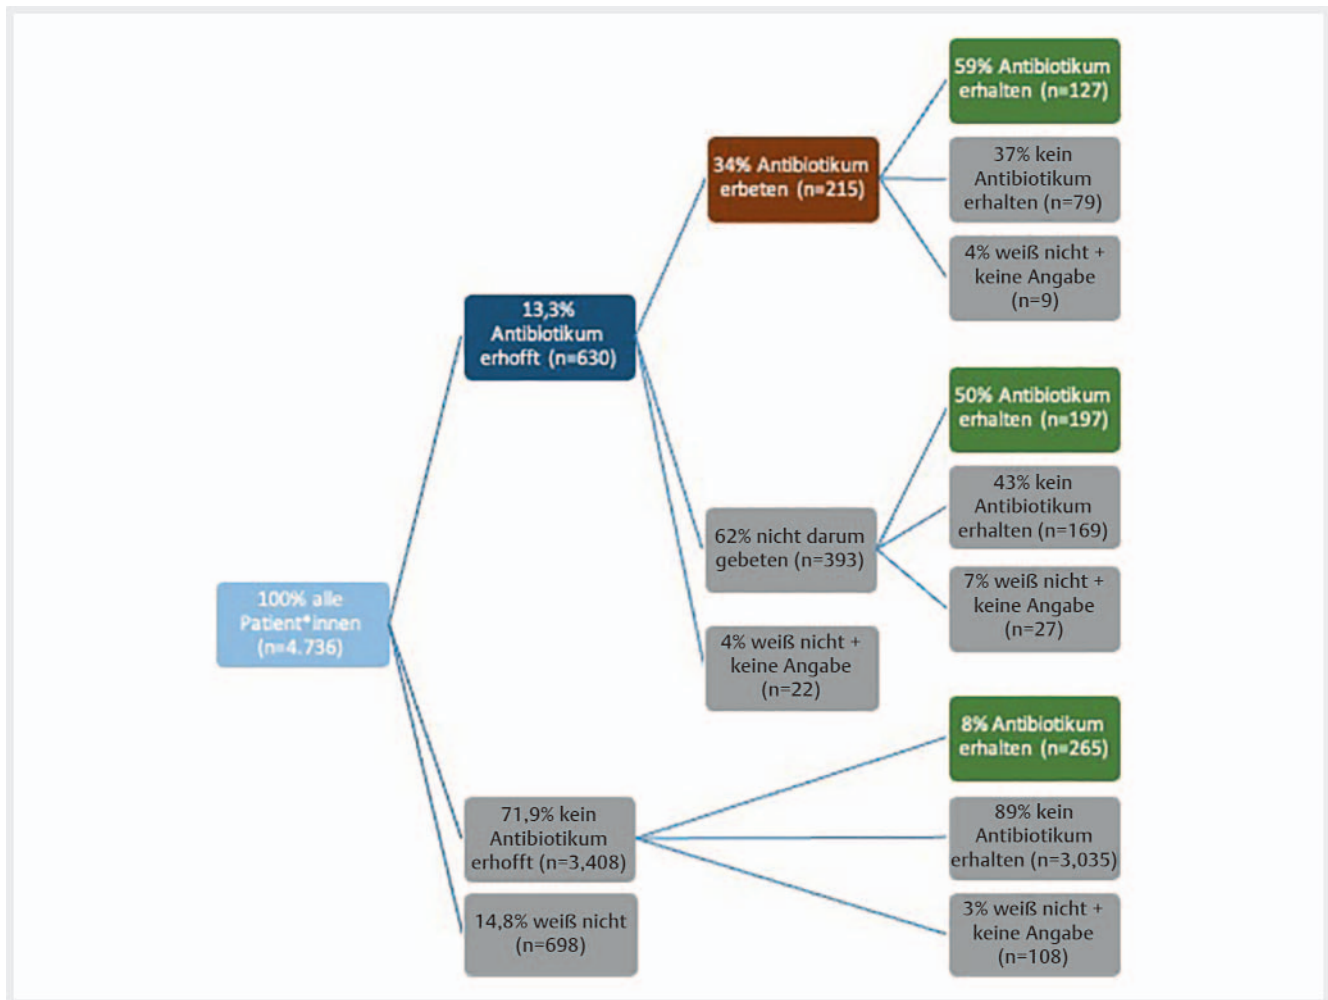 100% alle
Patient*innen
(n=4.736)
13,3%
Antibiotikum
erhofft (n=630)
34% Antibiotikum
erbeten (n=215)
59% Antibiotikum
erhalten (n=127)
37% kein
Antibiotikum
erhalten (n=79)
4% weiß nicht +
keine Angabe
(n=9)
62% nicht darum
gebeten (n=393)
50% Antibiotikum
erhalten (n=197)
43% kein
Antibiotikum
erhalten (n=169)
7% weiß nicht +
keine Angabe
(n=27)
4% weiß nicht +
keine Angabe
(n=22)
71,9% kein
Antibiotikum
erhofft (n=3,408)
8% Antibiotikum
erhalten (n=265)
89% kein
Antibiotikum
erhalten (n=3,035)
3% weiß nicht +
keine Angabe
(n=108)
14,8% weiß nicht
(n=698)